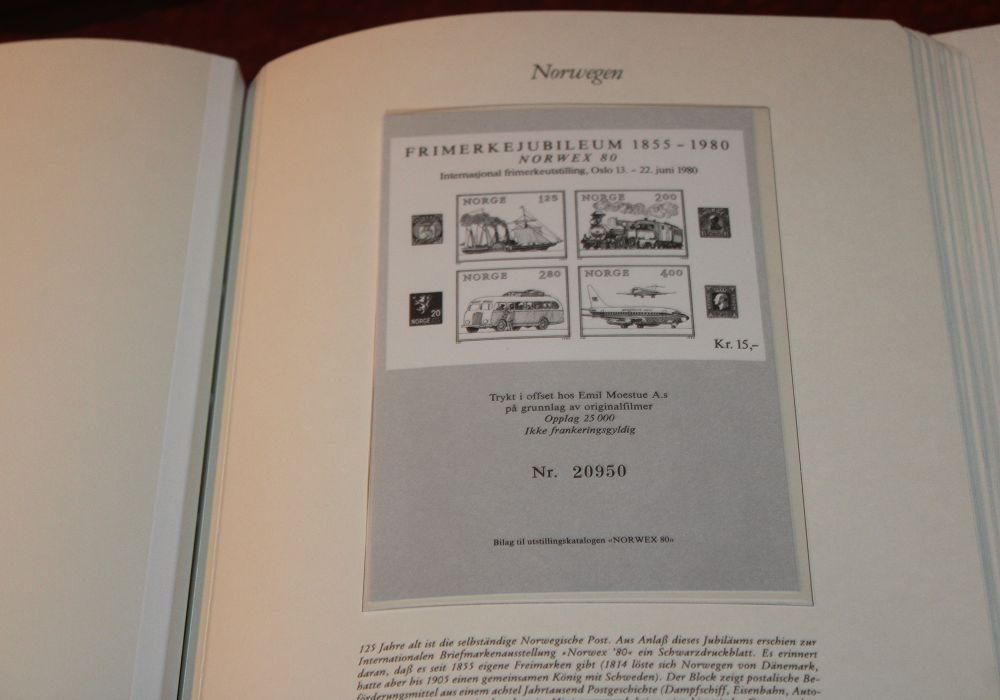 Norwegen
FRIMERKEJUBILEUM 1855 – 1980
NORWEX 80
Internasjonal frimerkeutstilling, Oslo 13. – 22. juni 1980
NORGE 125
NORGE 200
NORGE 280
NORGE 400
20
NORGE
Kr. 15,–
Trykt i offset hos Emil Moestue A.s
på grunnlag av originalfilmer
Opplag 25 000
Ikke frankeringsgyldig
Nr. 20950
Bilag til utstillingskatalogen «NORWEX 80»
125 Jahre alt ist die selbständige Norwegische Post. Aus Anlaß dieses Jubiläums erschien zur
Internationalen Briefmarkenausstellung »Norwex '80« ein Schwarzdruckblatt. Es erinnert
daran, daß es seit 1855 eigene Freimarken gibt (1814 löste sich Norwegen von Dänemark,
hatte aber bis 1905 einen gemeinsamen König mit Schweden). Der Block zeigt postalische Be-
förderungsmittel aus einem achtel Jahrtausend Postgeschichte (Dampfschiff, Eisenbahn, Auto-